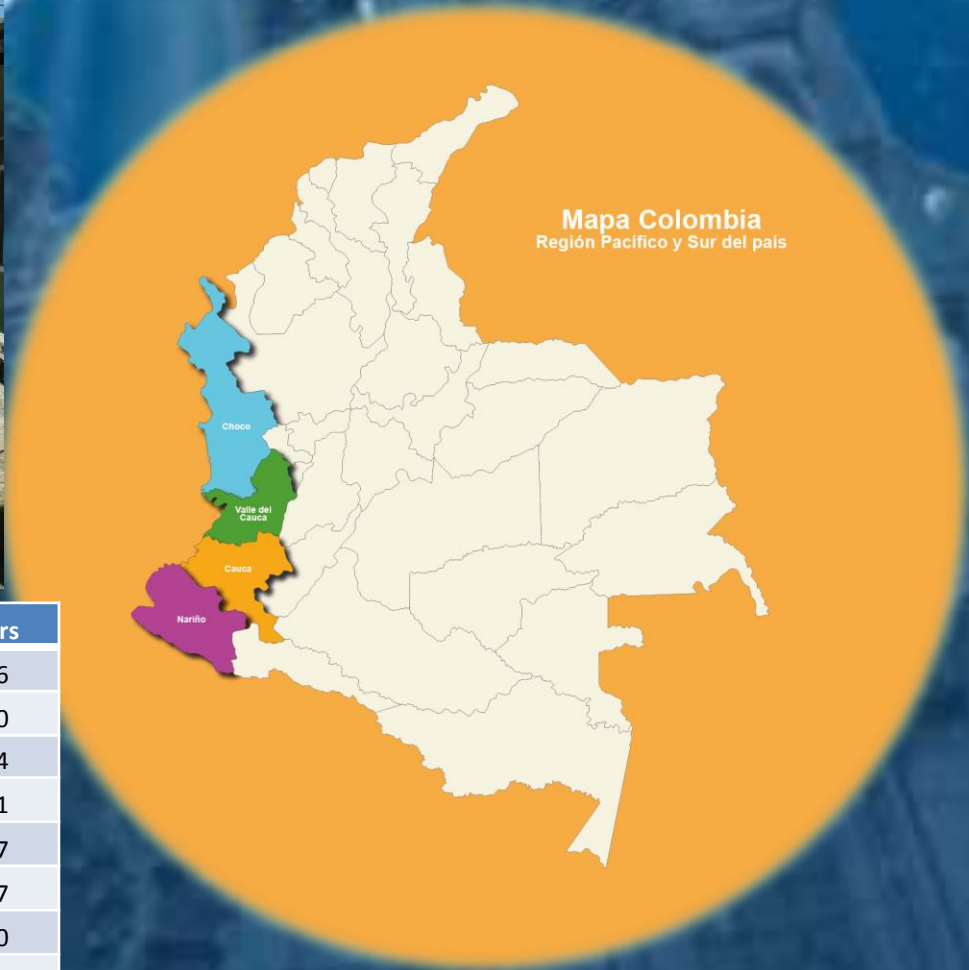 Mapa Colombia
Región Pacífico y Sur del país
Choco
Valle del
Cauca
Cauca
Nariño
rs
6
0
4
1
7
7
0